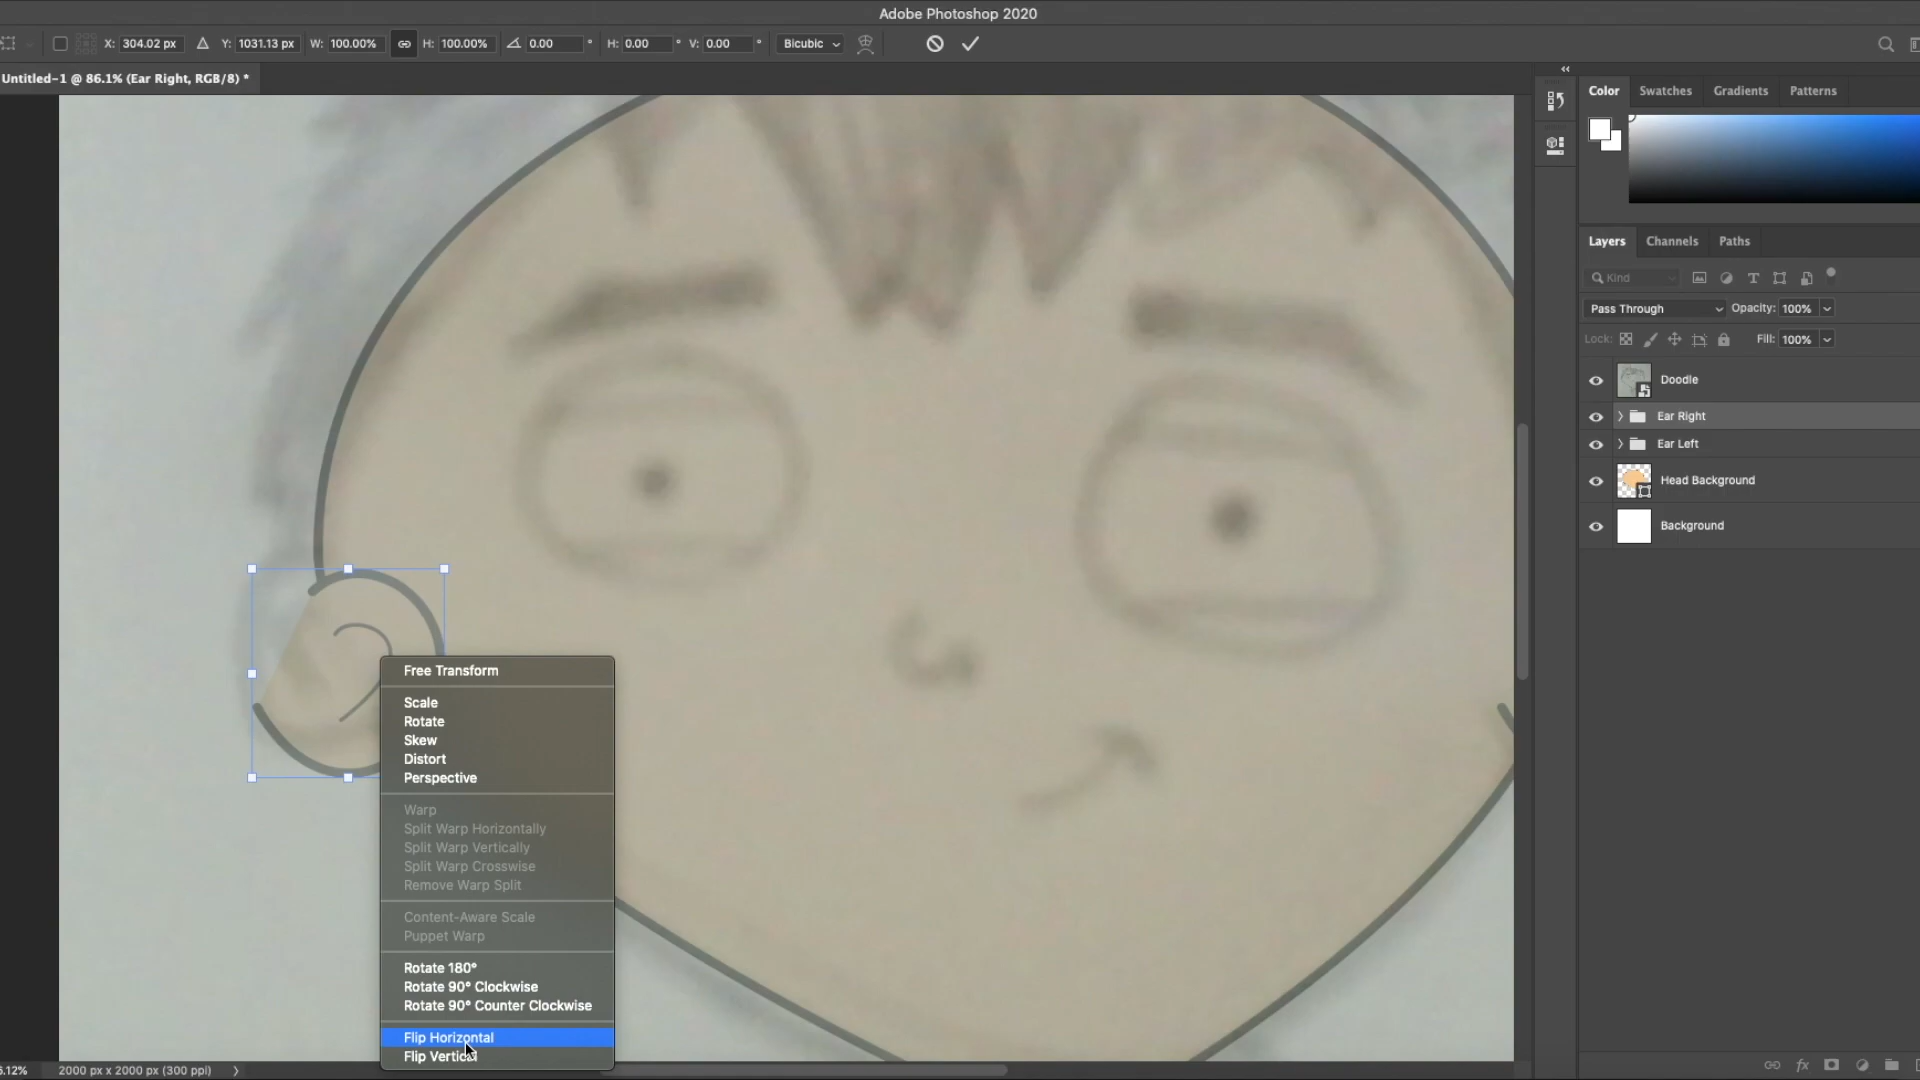 Adobe Photoshop 2020
X: 304.02 px Y: 1031.13 px W: 100.00% H: 100.00% 0.00 ° H: 0.00 ° V: 0.00 ° Bicubic
Untitled-1 @ 86.1% (Ear Right, RGB/8) *
Color Swatches Gradients Patterns
Layers Channels Paths
Kind
Pass Through Opacity: 100%
Lock: Fill: 100%
Doodle
Ear Right
Ear Left
Head Background
Background
Free Transform
Scale
Rotate
Skew
Distort
Perspective
Warp
Split Warp Horizontally
Split Warp Vertically
Split Warp Crosswise
Remove Warp Split
Content-Aware Scale
Puppet Warp
Rotate 180°
Rotate 90° Clockwise
Rotate 90° Counter Clockwise
Flip Horizontal
Flip Vertical
6.12% 2000 px x 2000 px (300 ppi)